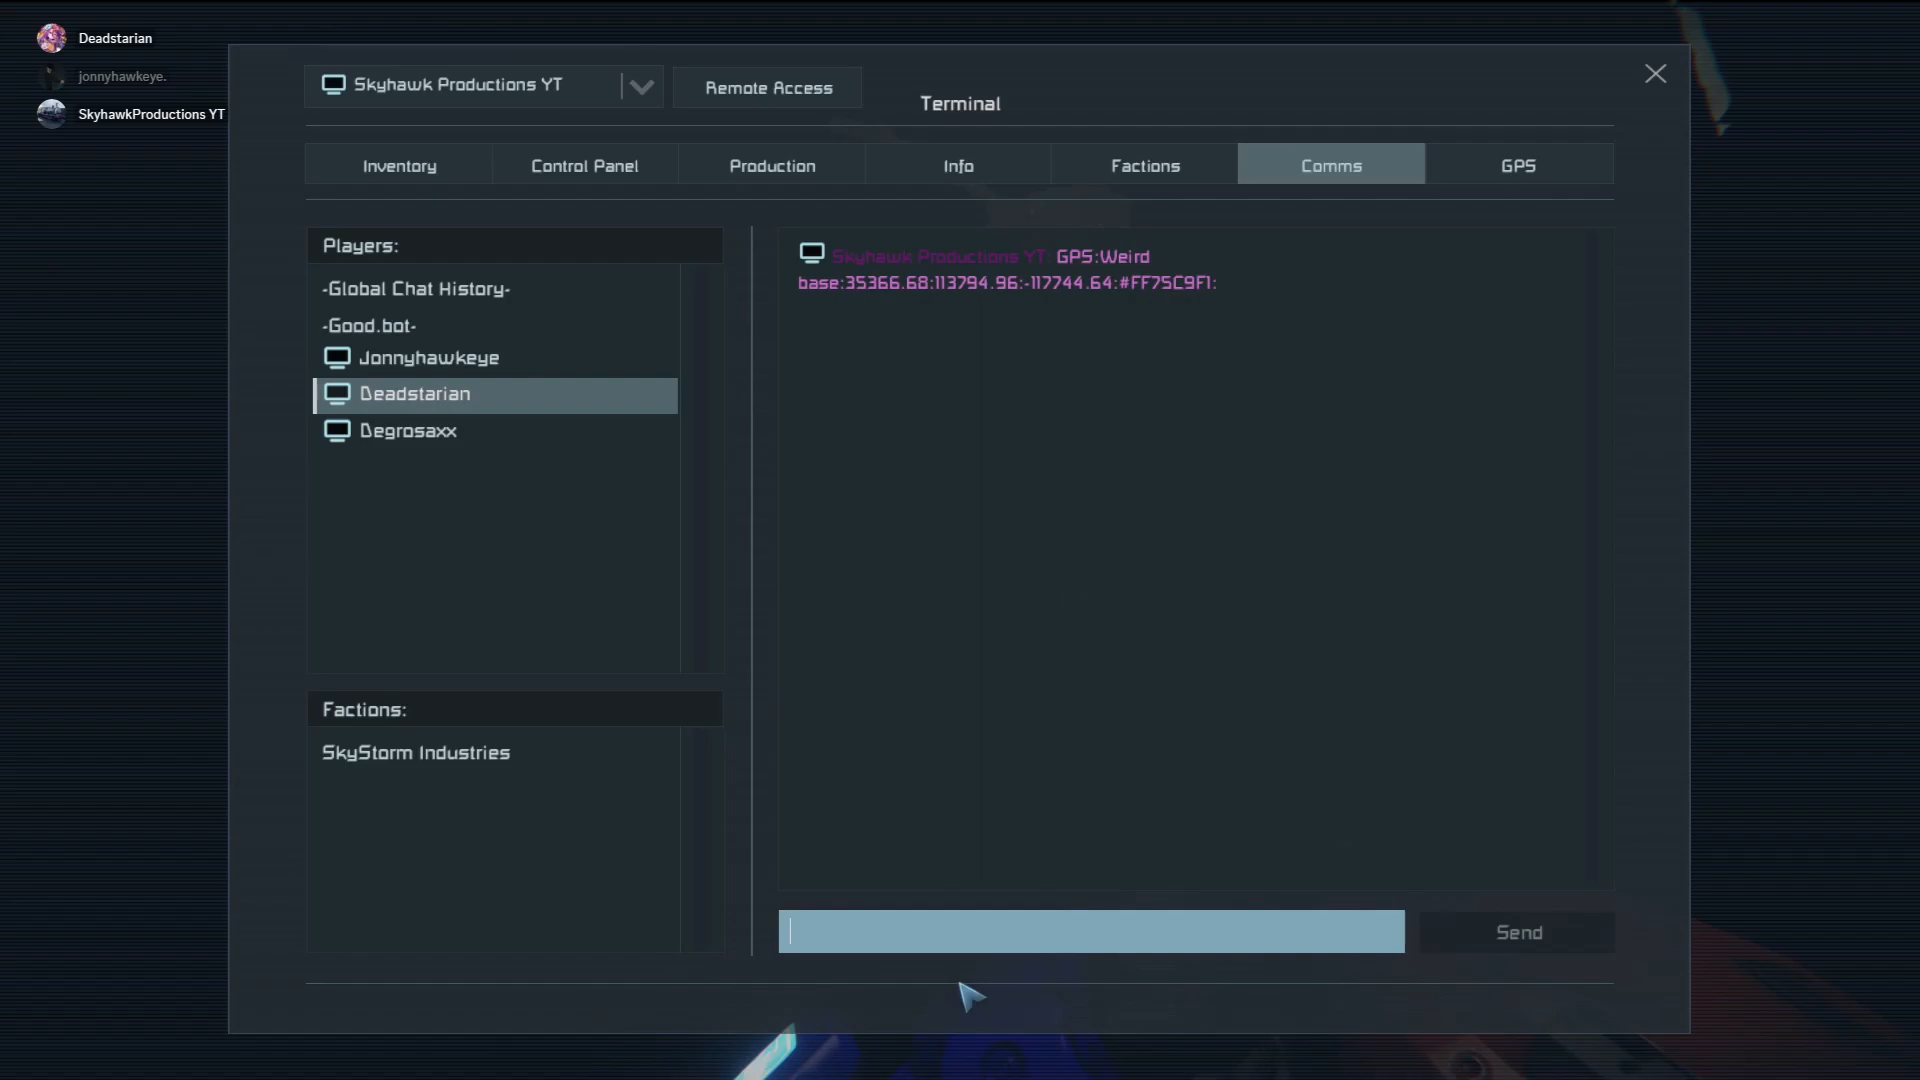 Deadstarian
jonnyhawkeye.
SkyhawkProductions YT
Skyhawk Productions YT
Remote Access
Terminal
Inventory
Control Panel
Production
Info
Factions
Comms
GPS
Players:
-Global Chat History-
-Good.bot-
Jonnyhawkeye
Deadstarian
Degrosaxx
Factions:
SkyStorm Industries
Skyhawk Productions YT: GPS:Weird
base:35366.68:113794.96:-117744.64:#FF75C9F1:
Send